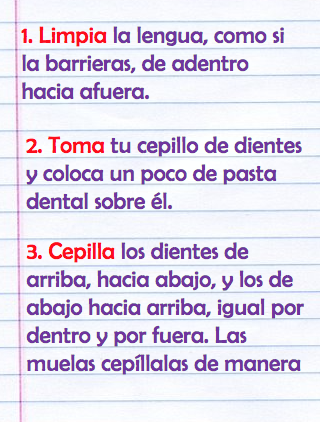 1. Limpia la lengua, como si
la barrieras, de adentro
hacia afuera.
2. Toma tu cepillo de dientes
y coloca un poco de pasta
dental sobre él.
3. Cepilla los dientes de
arriba, hacia abajo, y los de
abajo hacia arriba, igual por
dentro y por fuera. Las
muelas cepíllalas de manera